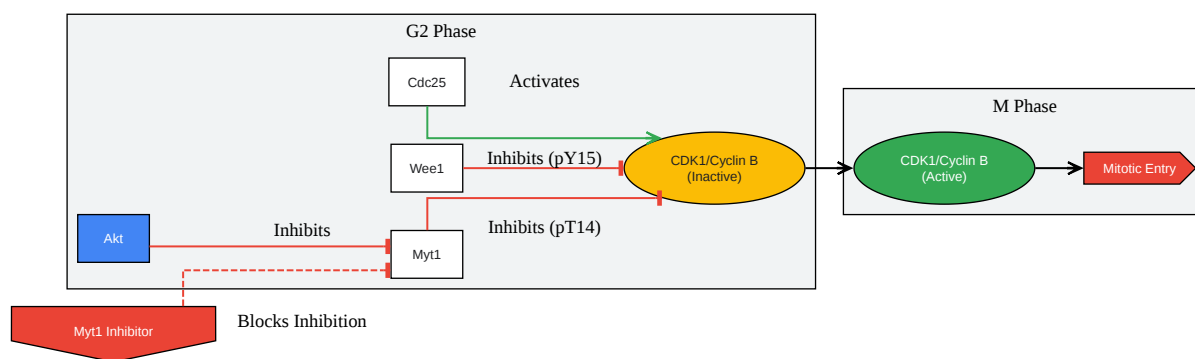 G2 Phase
Cdc25
Activates
M Phase
Wee1
Inhibits (pY15)
CDK1/Cyclin B
(Inactive)
CDK1/Cyclin B
(Active)
Mitotic Entry
Akt
Inhibits
Myt1
Inhibits (pT14)
Myt1 Inhibitor
Blocks Inhibition